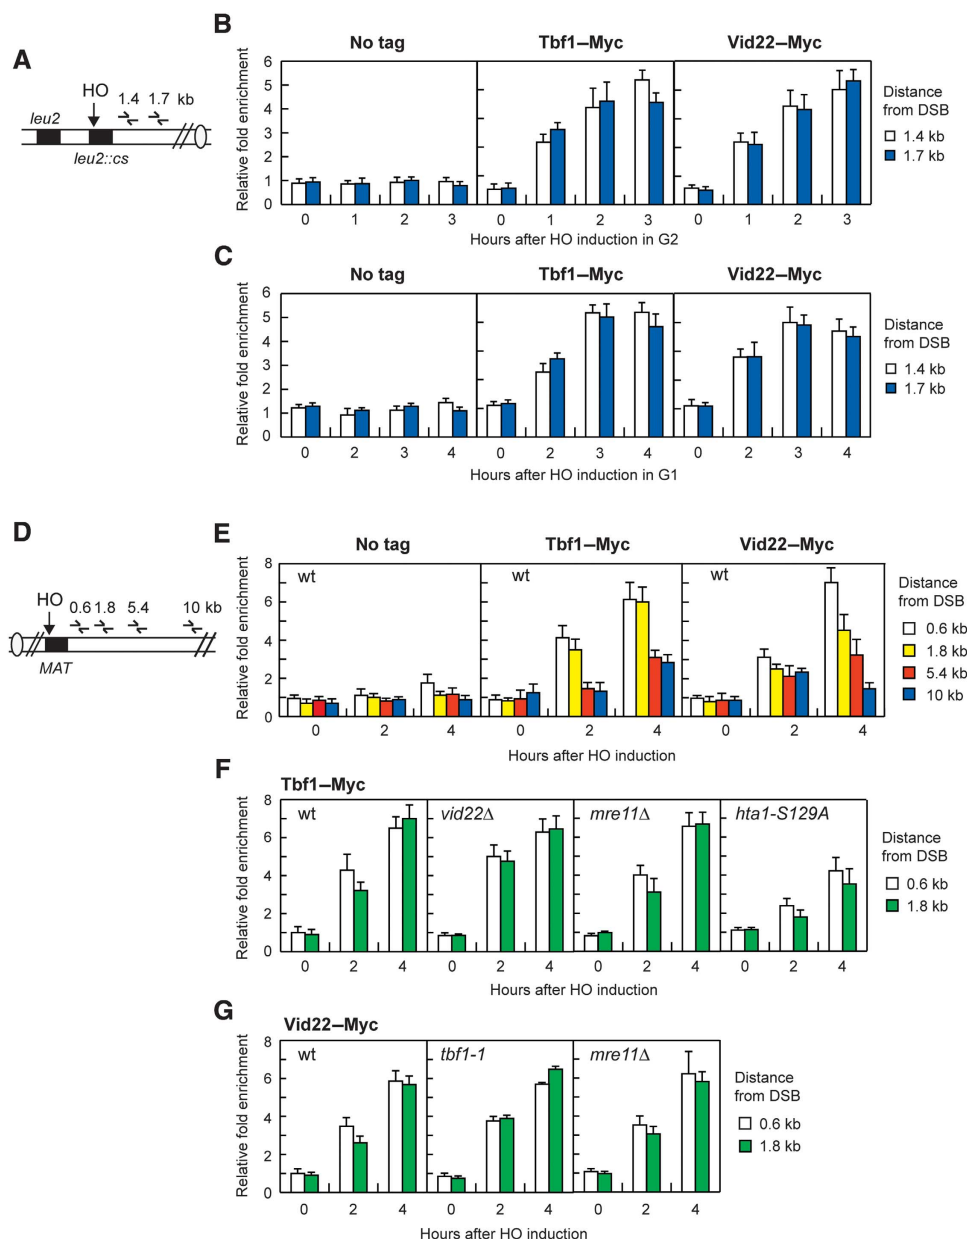 A
HO
1.4 1.7 kb
leu2
leu2::cs
B
No tag Tbf1–Myc Vid22–Myc
Relative fold enrichment
6
5
4
3
2
1
0
0 1 2 3 0 1 2 3 0 1 2 3
Hours after HO induction in G2
Distance
from DSB
1.4 kb
1.7 kb
C
No tag Tbf1–Myc Vid22–Myc
Relative fold enrichment
6
5
4
3
2
1
0
0 2 3 4 0 2 3 4 0 2 3 4
Hours after HO induction in G1
Distance
from DSB
1.4 kb
1.7 kb
D
HO
0.6 1.8 5.4 10 kb
MAT
E
No tag Tbf1–Myc Vid22–Myc
wt wt wt
Relative fold enrichment
8
6
4
2
0
0 2 4 0 2 4 0 2 4
Hours after HO induction
Distance
from DSB
0.6 kb
1.8 kb
5.4 kb
10 kb
F
Tbf1–Myc
wt vid22Δ mre11Δ hta1-S129A
Relative fold enrichment
8
6
4
2
0
0 2 4 0 2 4 0 2 4 0 2 4
Hours after HO induction
Distance
from DSB
0.6 kb
1.8 kb
G
Vid22–Myc
wt tbf1-1 mre11Δ
Relative fold enrichment
8
6
4
2
0
0 2 4 0 2 4 0 2 4
Hours after HO induction
Distance
from DSB
0.6 kb
1.8 kb